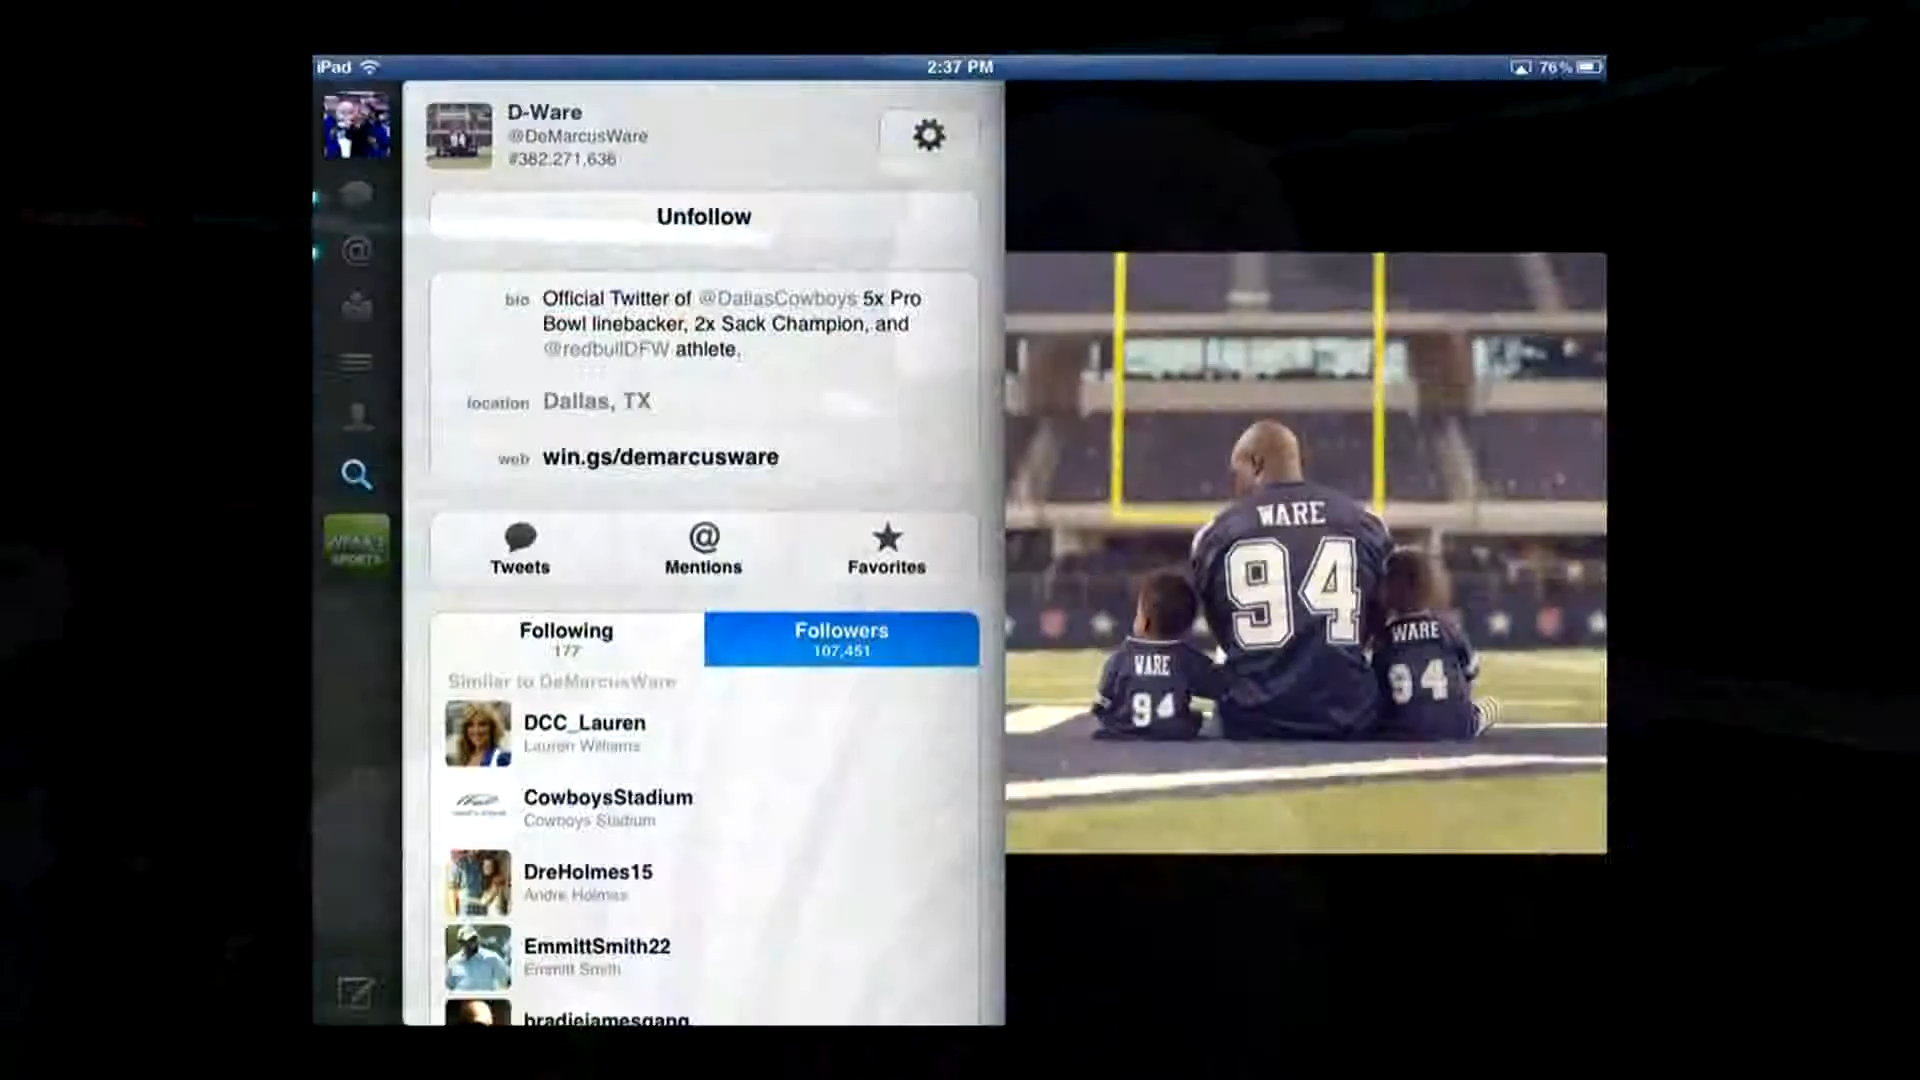 iPad
2:37 PM
76%
D-Ware
@DeMarcusWare
#382,271,636
Unfollow
bio Official Twitter of @DallasCowboys 5x Pro
Bowl linebacker, 2x Sack Champion, and
@redbullDFW athlete.
location Dallas, TX
web win.gs/demarcusware
Tweets
Mentions
Favorites
Following
177
Followers
107,451
Similar to DeMarcusWare
DCC_Lauren
Lauren Williams
CowboysStadium
Cowboys Stadium
DreHolmes15
Andre Holmes
EmmittSmith22
Emmitt Smith
bradiejamesgang
SPORTS
WARE
94
WARE
94
WARE
94